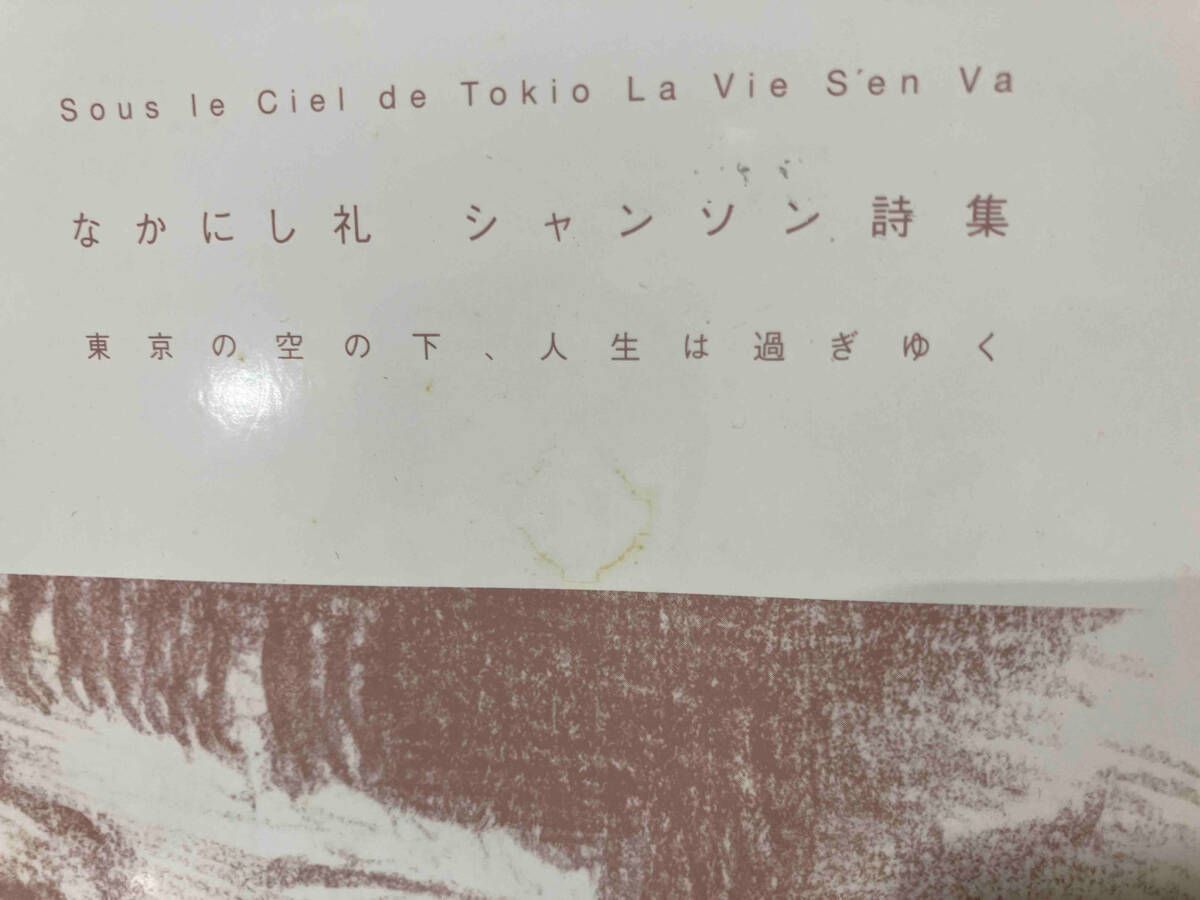 Sous le Ciel de Tokio La Vie S'en Va
なかにし礼 シャンソン詩集
東京の空の下、人生は過ぎゆく